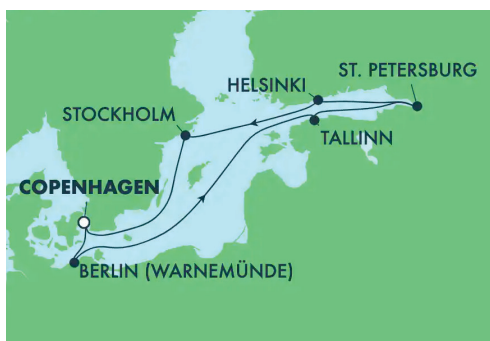 ST. PETERSBURG
HELSINKI
STOCKHOLM
TALLINN
COPENHAGEN
BERLIN (WARNEMÜNDE)